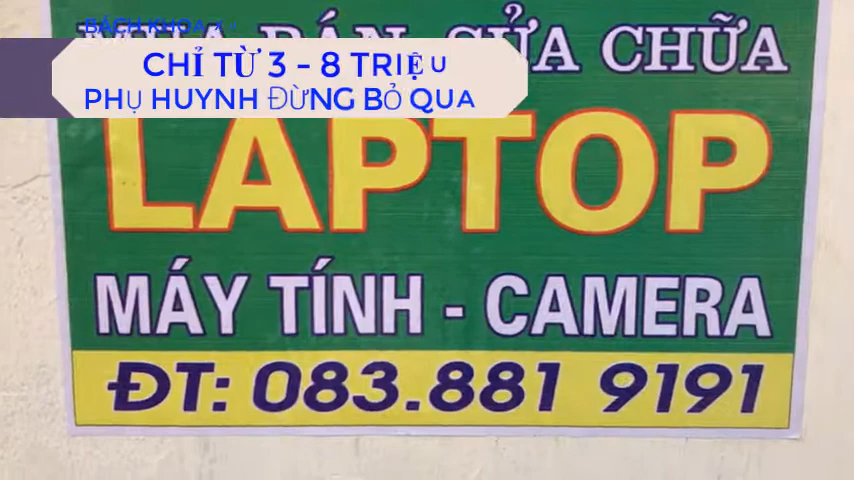 BÁCH KHOA
SỬA CHỮA
CHỈ TỪ 3 - 8 TRIỆU
PHỤ HUYNH ĐỪNG BỎ QUA
LAPTOP
MÁY TÍNH - CAMERA
ĐT: 083.881 9191